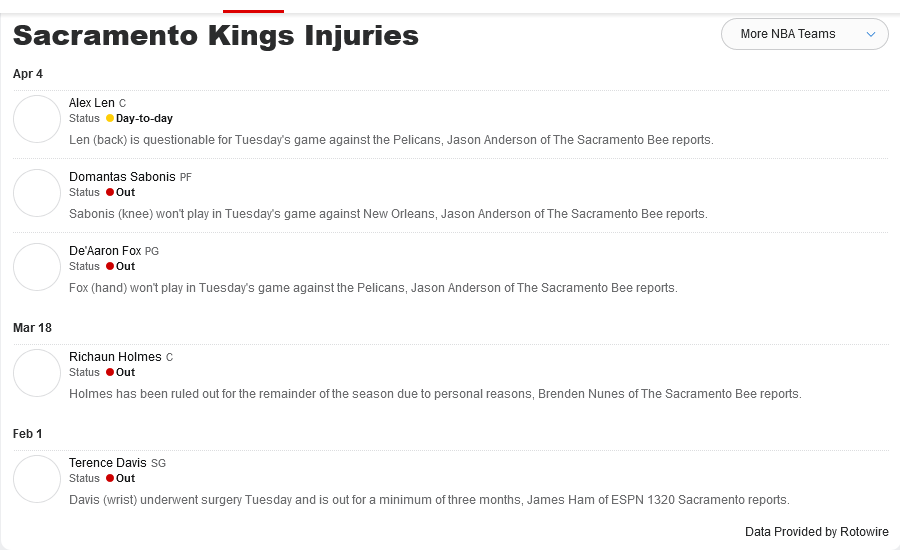 Sacramento Kings Injuries
More NBA Teams
Apr 4
Alex Len C
Status Day-to-day
Len (back) is questionable for Tuesday's game against the Pelicans, Jason Anderson of The Sacramento Bee reports.
Domantas Sabonis PF
Status Out
Sabonis (knee) won't play in Tuesday's game against New Orleans, Jason Anderson of The Sacramento Bee reports.
De'Aaron Fox PG
Status Out
Fox (hand) won't play in Tuesday's game against the Pelicans, Jason Anderson of The Sacramento Bee reports.
Mar 18
Richaun Holmes C
Status Out
Holmes has been ruled out for the remainder of the season due to personal reasons, Brenden Nunes of The Sacramento Bee reports.
Feb 1
Terence Davis SG
Status Out
Davis (wrist) underwent surgery Tuesday and is out for a minimum of three months, James Ham of ESPN 1320 Sacramento reports.
Data Provided by Rotowire